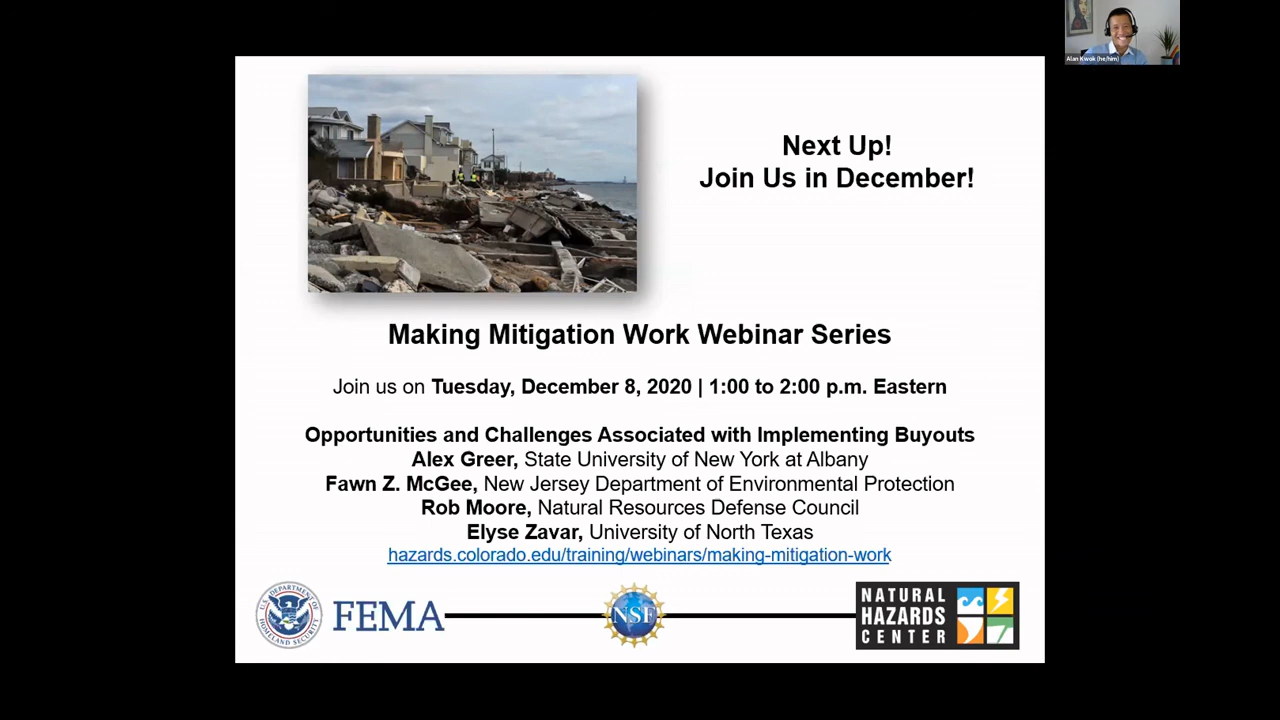 Alan Kwok (he/him)
Next Up!
Join Us in December!
Making Mitigation Work Webinar Series
Join us on Tuesday, December 8, 2020 | 1:00 to 2:00 p.m. Eastern
Opportunities and Challenges Associated with Implementing Buyouts
Alex Greer, State University of New York at Albany
Fawn Z. McGee, New Jersey Department of Environmental Protection
Rob Moore, Natural Resources Defense Council
Elyse Zavar, University of North Texas
hazards.colorado.edu/training/webinars/making-mitigation-work
U.S. DEPARTMENT OF
HOMELAND SECURITY
FEMA
NSF
NATURAL
HAZARDS
CENTER